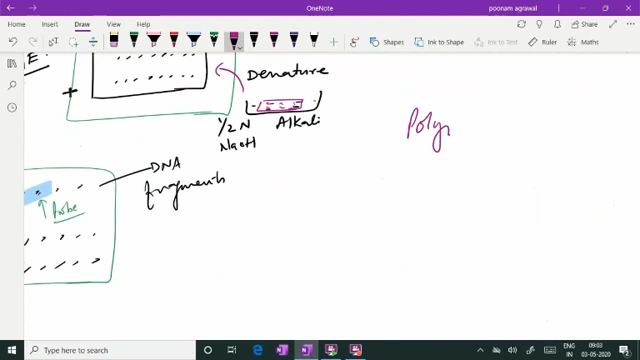 OneNote
poonam agrawal
Home Insert Draw View Help
Share
Shapes
Ink to Shape
Ink to Text
Ruler
Maths
E
Denature
1/2 N Alkali
NaOH
Poly
DNA
fragments
Probe
Type here to search
ENG
IN
09:03
03-05-2020